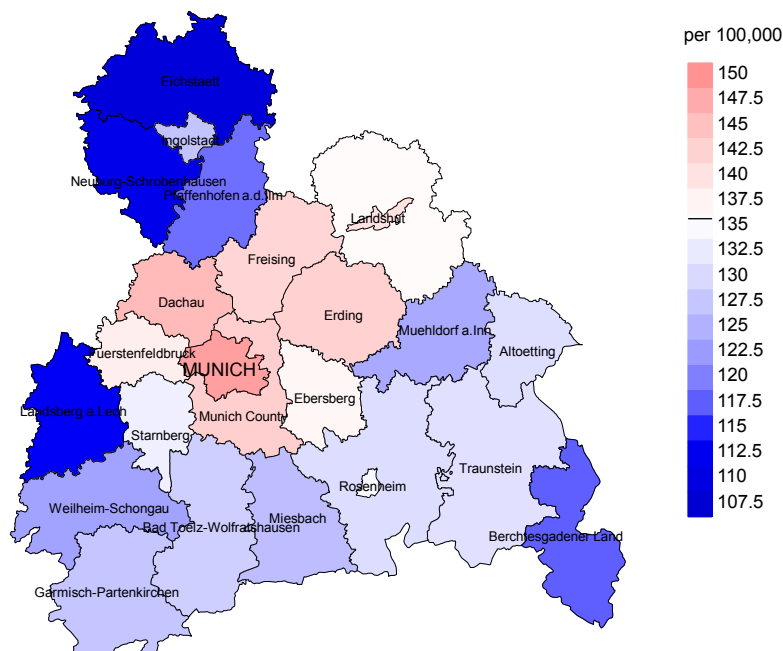 per 100,000
150
147.5
145
142.5
140
137.5
135
132.5
130
127.5
125
122.5
120
117.5
115
112.5
110
107.5
Eichstaett
Ingolstadt
Neuburg-Schrobenhausen
Pfaffenhofen a.d.Ilm
Landshut
Freising
Dachau
Erding
Muehldorf a.Inn
Altoetting
Fuerstenfeldbruck
MUNICH
Ebersberg
Landsberg a.Lech
Munich County
Starnberg
Traunstein
Rosenheim
Weilheim-Schongau
Miesbach
Bad Toelz-Wolfratshausen
Berchtesgadener Land
Garmisch-Partenkirchen